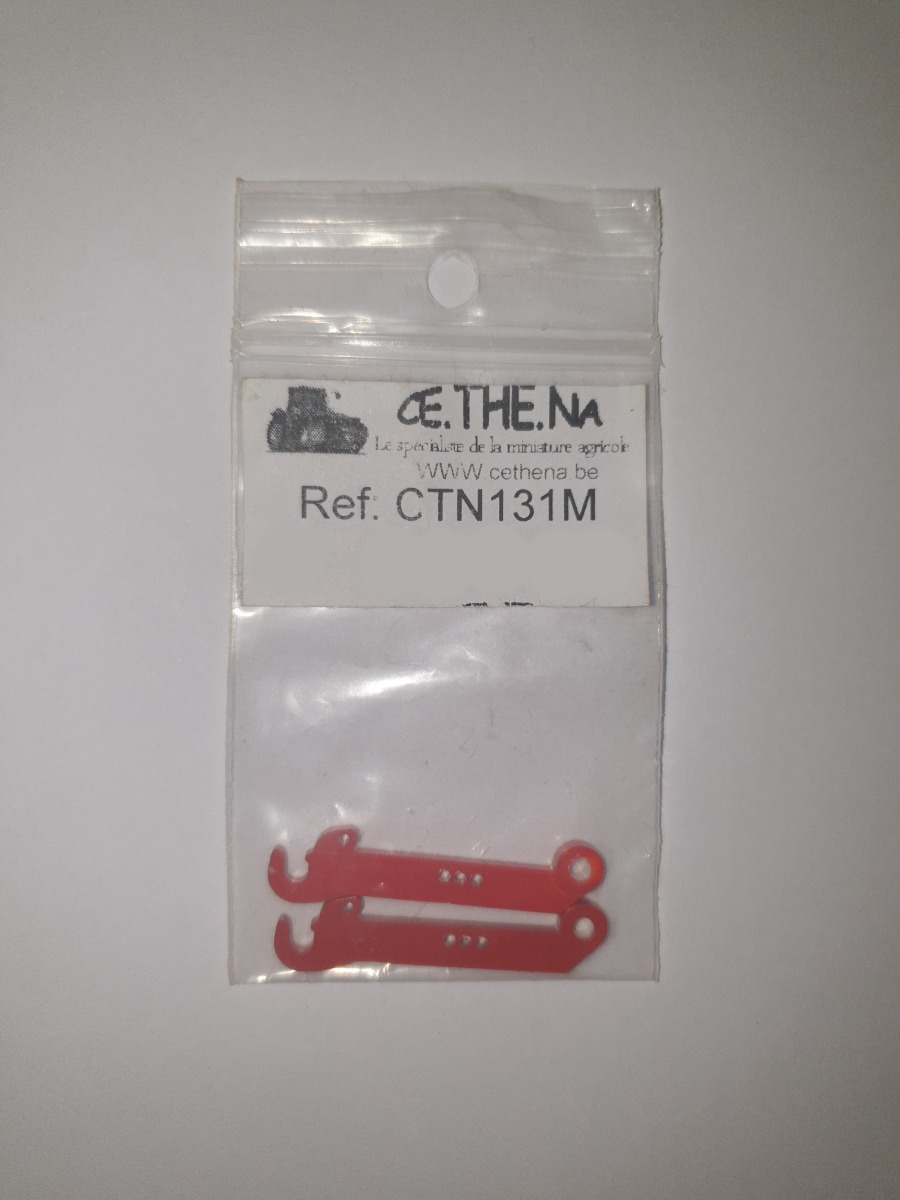 CE.THE.NA
Le spécialiste de la miniature agricole
WWW cethena.be
Ref: CTN131M